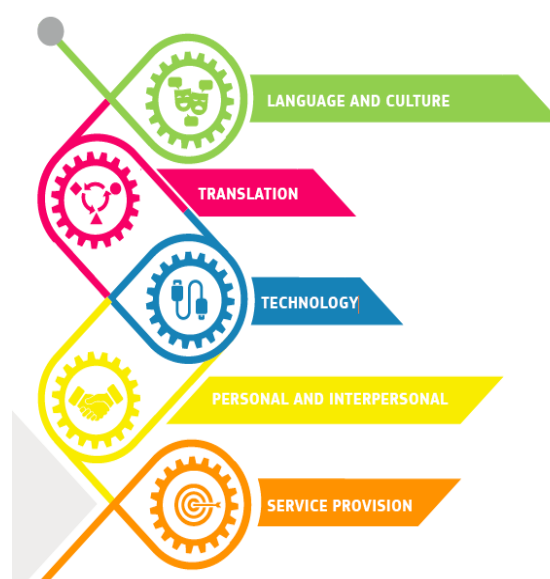 LANGUAGE AND CULTURE
TRANSLATION
TECHNOLOGY
PERSONAL AND INTERPERSONAL
SERVICE PROVISION